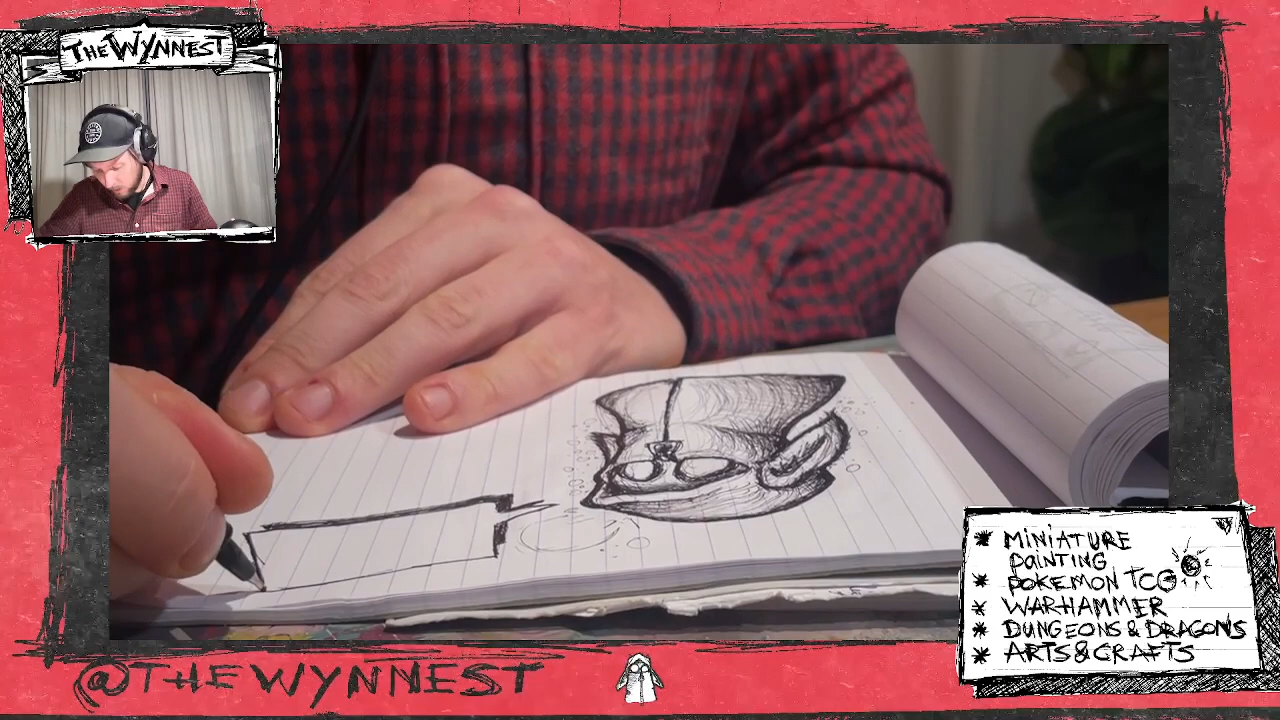 THEWYNNEST
* MINIATURE
PAINTING
* POKEMON TCG
* WARHAMMER
* DUNGEONS & DRAGONS
* ARTS & CRAFTS
@THEWYNNEST